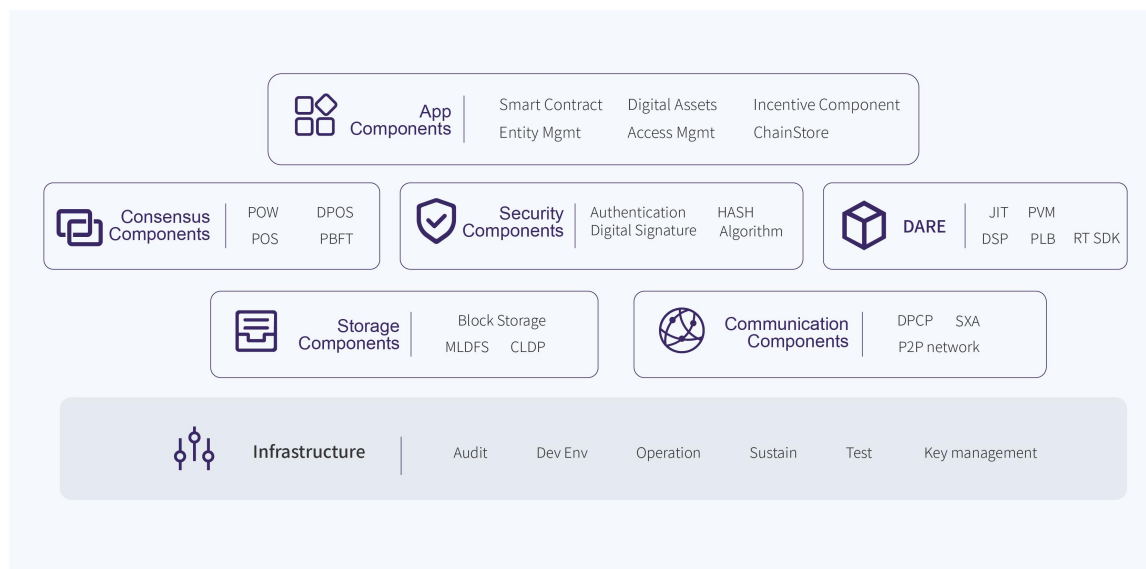 App
Components
Smart Contract Digital Assets Incentive Component
Entity Mgmt Access Mgmt ChainStore
Consensus
Components
POW DPOS
POS PBFT
Security
Components
Authentication HASH
Digital Signature Algorithm
DARE
JIT PVM
DSP PLB RT SDK
Storage
Components
Block Storage
MLDFS CLDP
Communication
Components
DPCP SXA
P2P network
Infrastructure
Audit Dev Env Operation Sustain Test Key management